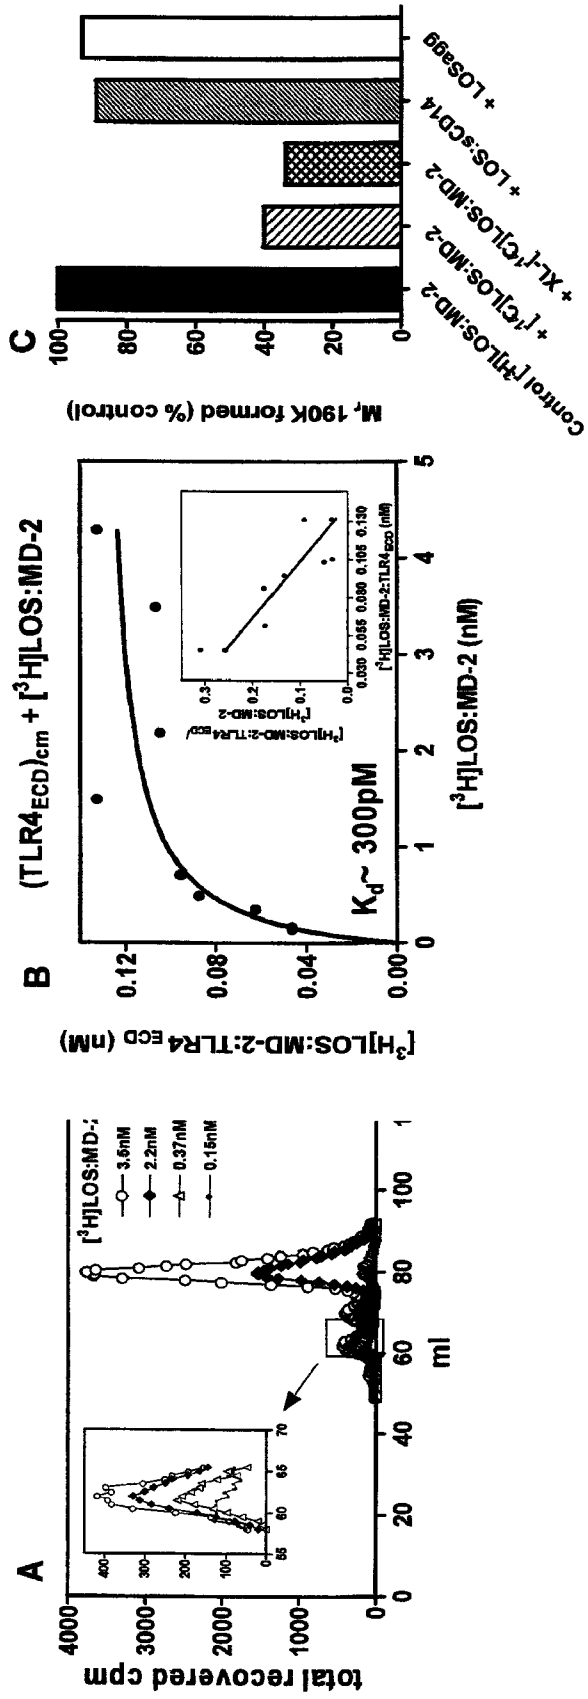 A
total recovered cpm
4000
3000
2000
1000
0
0
20
40
60
80
100
1
ml
[³H]LOS:MD-2
3.5nM
2.2nM
0.37nM
0.15nM
400
300
200
100
0
55
60
65
70
B
(TLR4ECD)cm + [³H]LOS:MD-2
[³H]LOS:MD-2:TLR4 ECD (nM)
0.12
0.08
0.04
0.00
0
1
2
3
4
5
[³H]LOS:MD-2 (nM)
Kd~ 300pM
[³H]LOS:MD-2:TLR4ECD/
[³H]LOS:MD-2
0.3
0.2
0.1
0.0
0.030
0.055
0.080
0.105
0.130
[³H]LOS:MD-2:TLR4ECD (nM)
C
Mr 190K formed (% control)
100
80
60
40
20
0
Control [³H]LOS:MD-2
+ [¹⁴C]LOS:MD-2
+ XL-[¹⁴C]LOS:MD-2
+ LOS:sCD14
+ LOSagg